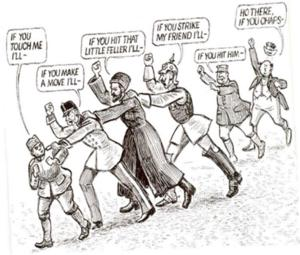 IF YOU
TOUCH ME
I'LL-
IF YOU MAKE
A MOVE I'LL-
IF YOU HIT THAT
LITTLE FELLER I'LL-
IF YOU STRIKE
MY FRIEND I'LL-
IF YOU HIT HIM-
HO THERE,
IF YOU CHAPS-